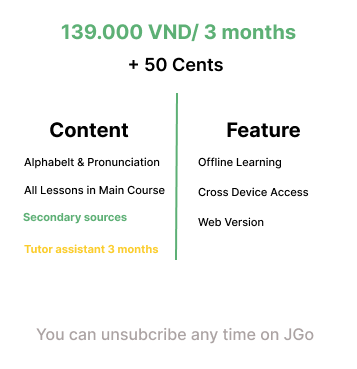 139.000 VND/ 3 months
+ 50 Cents
Content
Alphabelt & Pronunciation
All Lessons in Main Course
Secondary sources
Tutor assistant 3 months
Feature
Offline Learning
Cross Device Access
Web Version
You can unsubcribe any time on JGo